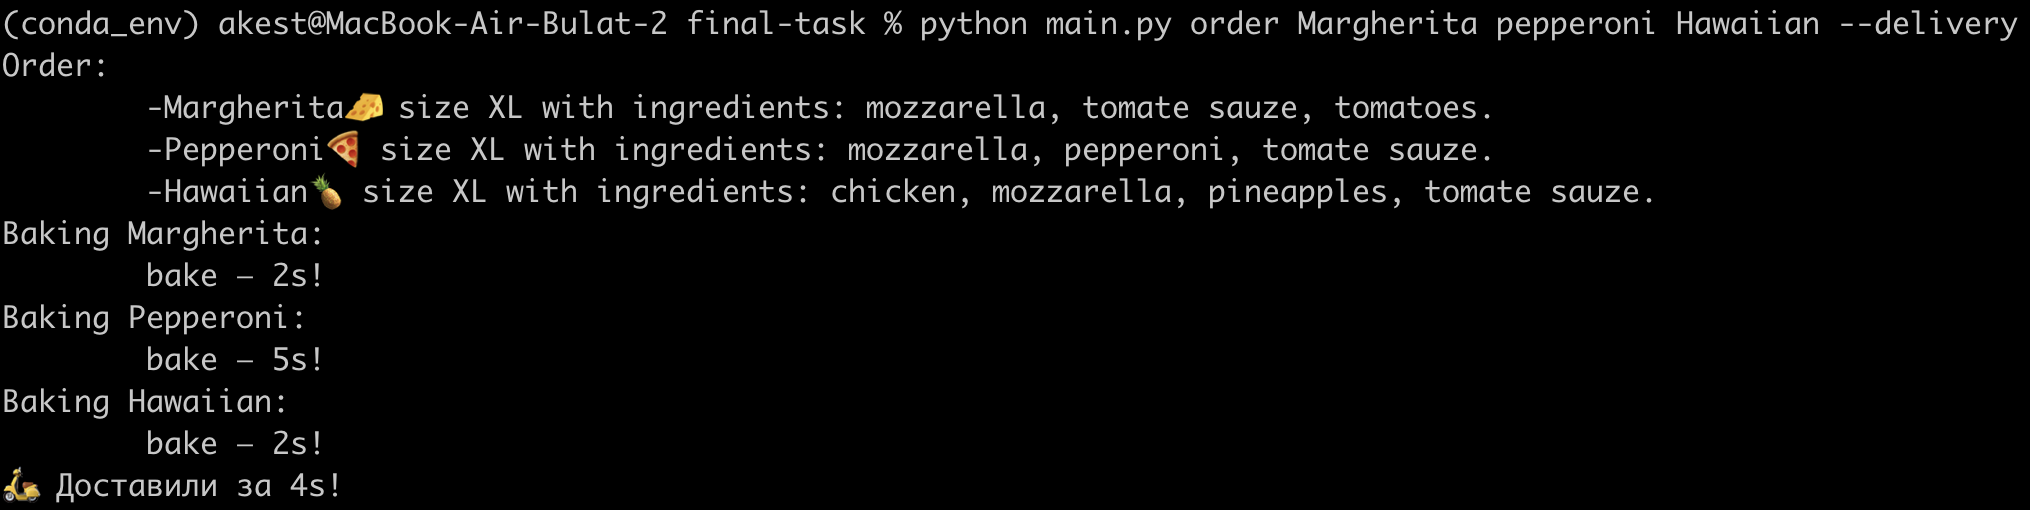 (conda_env) akest@MacBook-Air-Bulat-2 final-task % python main.py order Margherita pepperoni Hawaiian --delivery
Order:
-Margherita🧀 size XL with ingredients: mozzarella, tomate sauze, tomatoes.
-Pepperoni🍕 size XL with ingredients: mozzarella, pepperoni, tomate sauze.
-Hawaiian🍍 size XL with ingredients: chicken, mozzarella, pineapples, tomate sauze.
Baking Margherita:
bake — 2s!
Baking Pepperoni:
bake — 5s!
Baking Hawaiian:
bake — 2s!
🛵 Доставили за 4s!